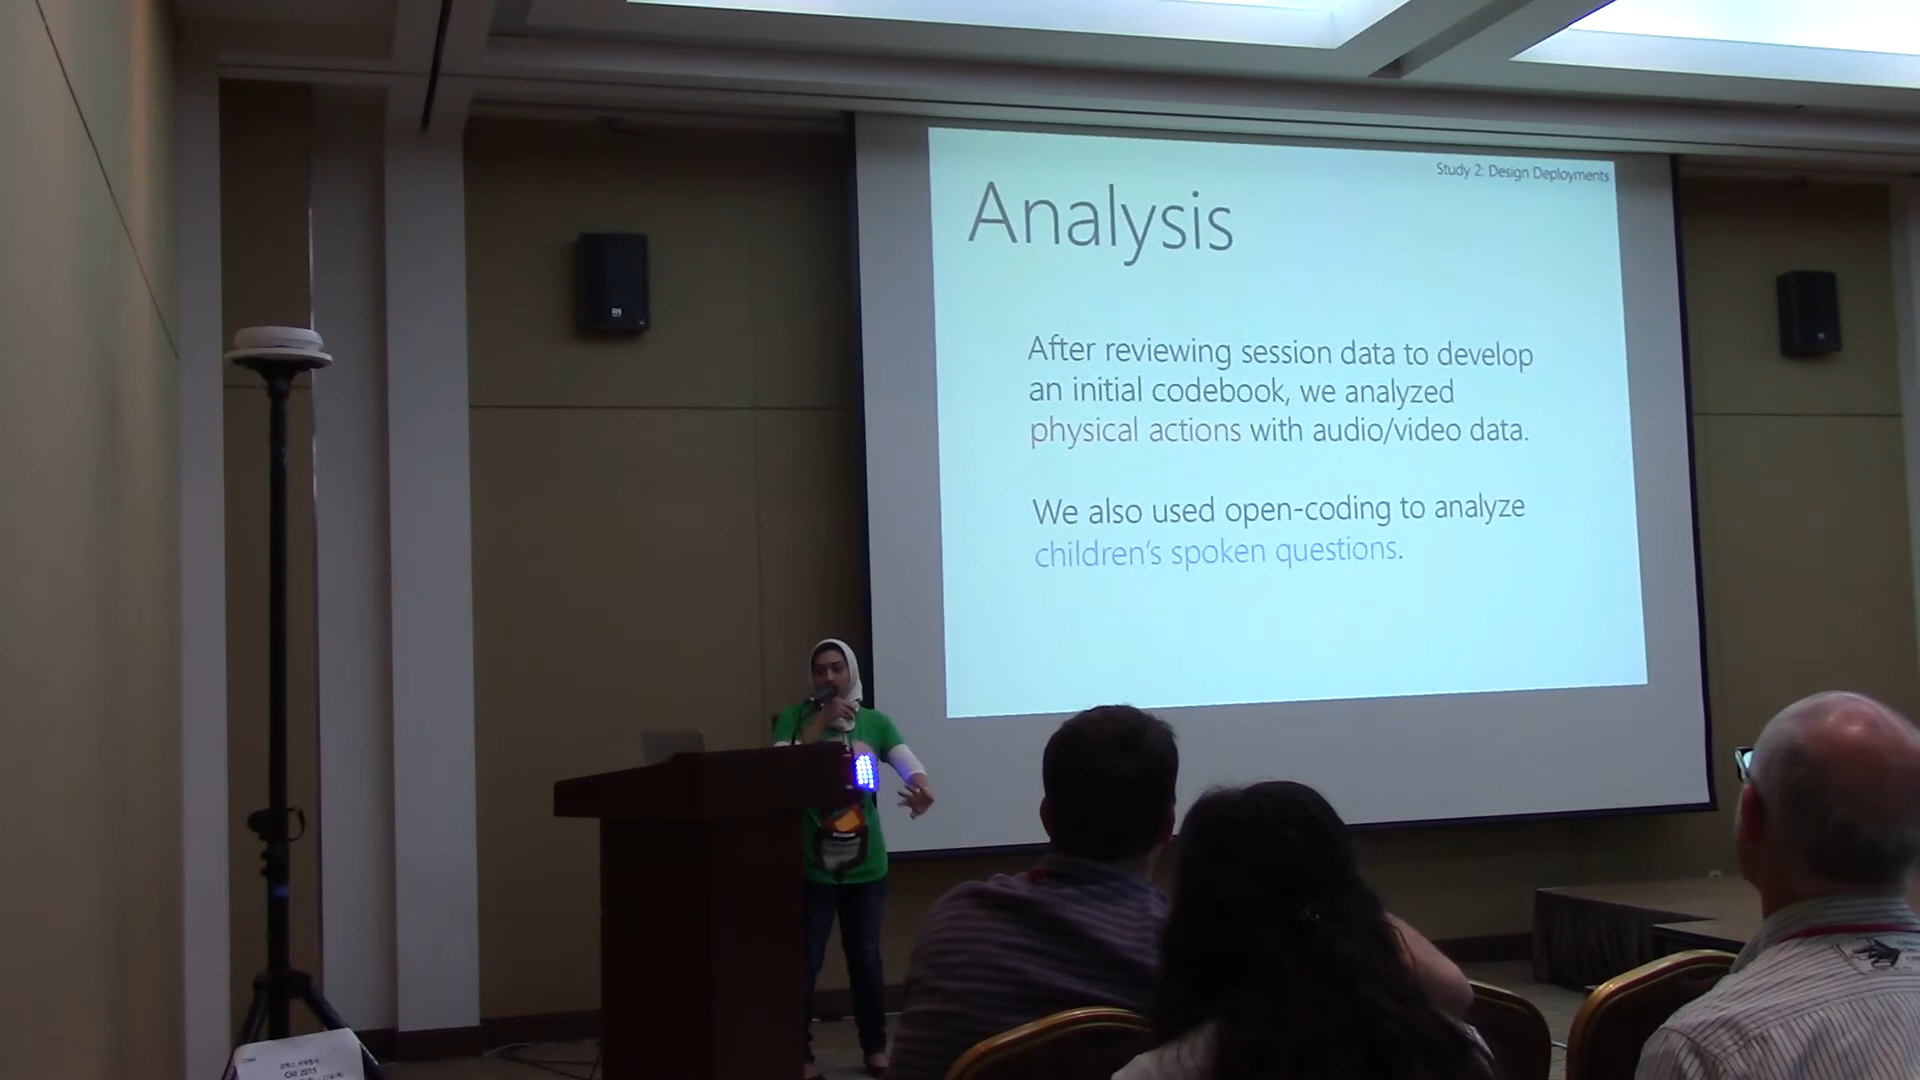 Study 2: Design Deployments
Analysis
After reviewing session data to develop
an initial codebook, we analyzed
physical actions with audio/video data.
We also used open-coding to analyze
children's spoken questions.
CHI 2015